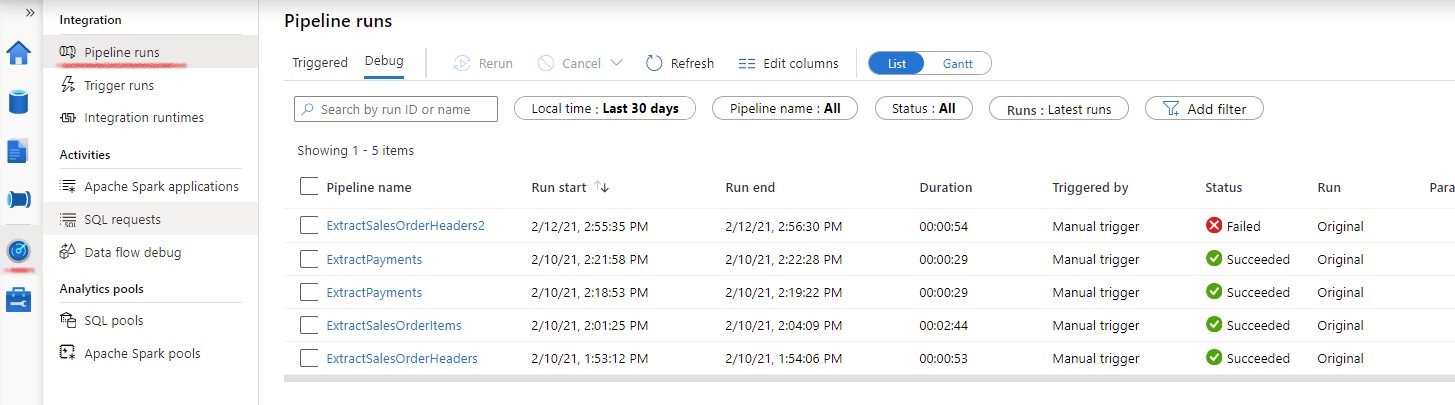 Integration
Pipeline runs
Trigger runs
Integration runtimes
Activities
Apache Spark applications
SQL requests
Data flow debug
Analytics pools
SQL pools
Apache Spark pools
Pipeline runs
Triggered Debug Rerun Cancel Refresh Edit columns List Gantt
Search by run ID or name Local time : Last 30 days Pipeline name : All Status : All Runs : Latest runs Add filter
Showing 1 - 5 items
Pipeline name Run start Run end Duration Triggered by Status Run Para
ExtractSalesOrderHeaders2 2/12/21, 2:55:35 PM 2/12/21, 2:56:30 PM 00:00:54 Manual trigger Failed Original
ExtractPayments 2/10/21, 2:21:58 PM 2/10/21, 2:22:28 PM 00:00:29 Manual trigger Succeeded Original
ExtractPayments 2/10/21, 2:18:53 PM 2/10/21, 2:19:22 PM 00:00:29 Manual trigger Succeeded Original
ExtractSalesOrderItems 2/10/21, 2:01:25 PM 2/10/21, 2:04:09 PM 00:02:44 Manual trigger Succeeded Original
ExtractSalesOrderHeaders 2/10/21, 1:53:12 PM 2/10/21, 1:54:06 PM 00:00:53 Manual trigger Succeeded Original